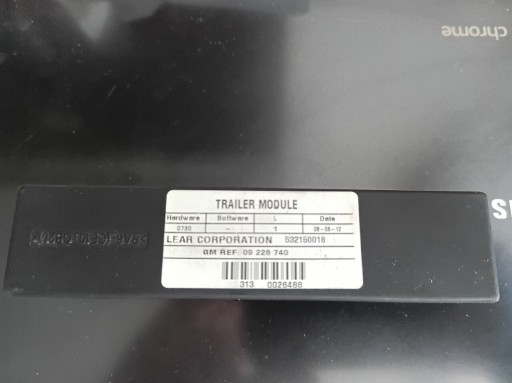 chrome
TRAILER MODULE
Hardware Software L Date
0730 - 1 08-06-12
LEAR CORPORATION 532150018
GM REF. 09 228 740
313 0026488